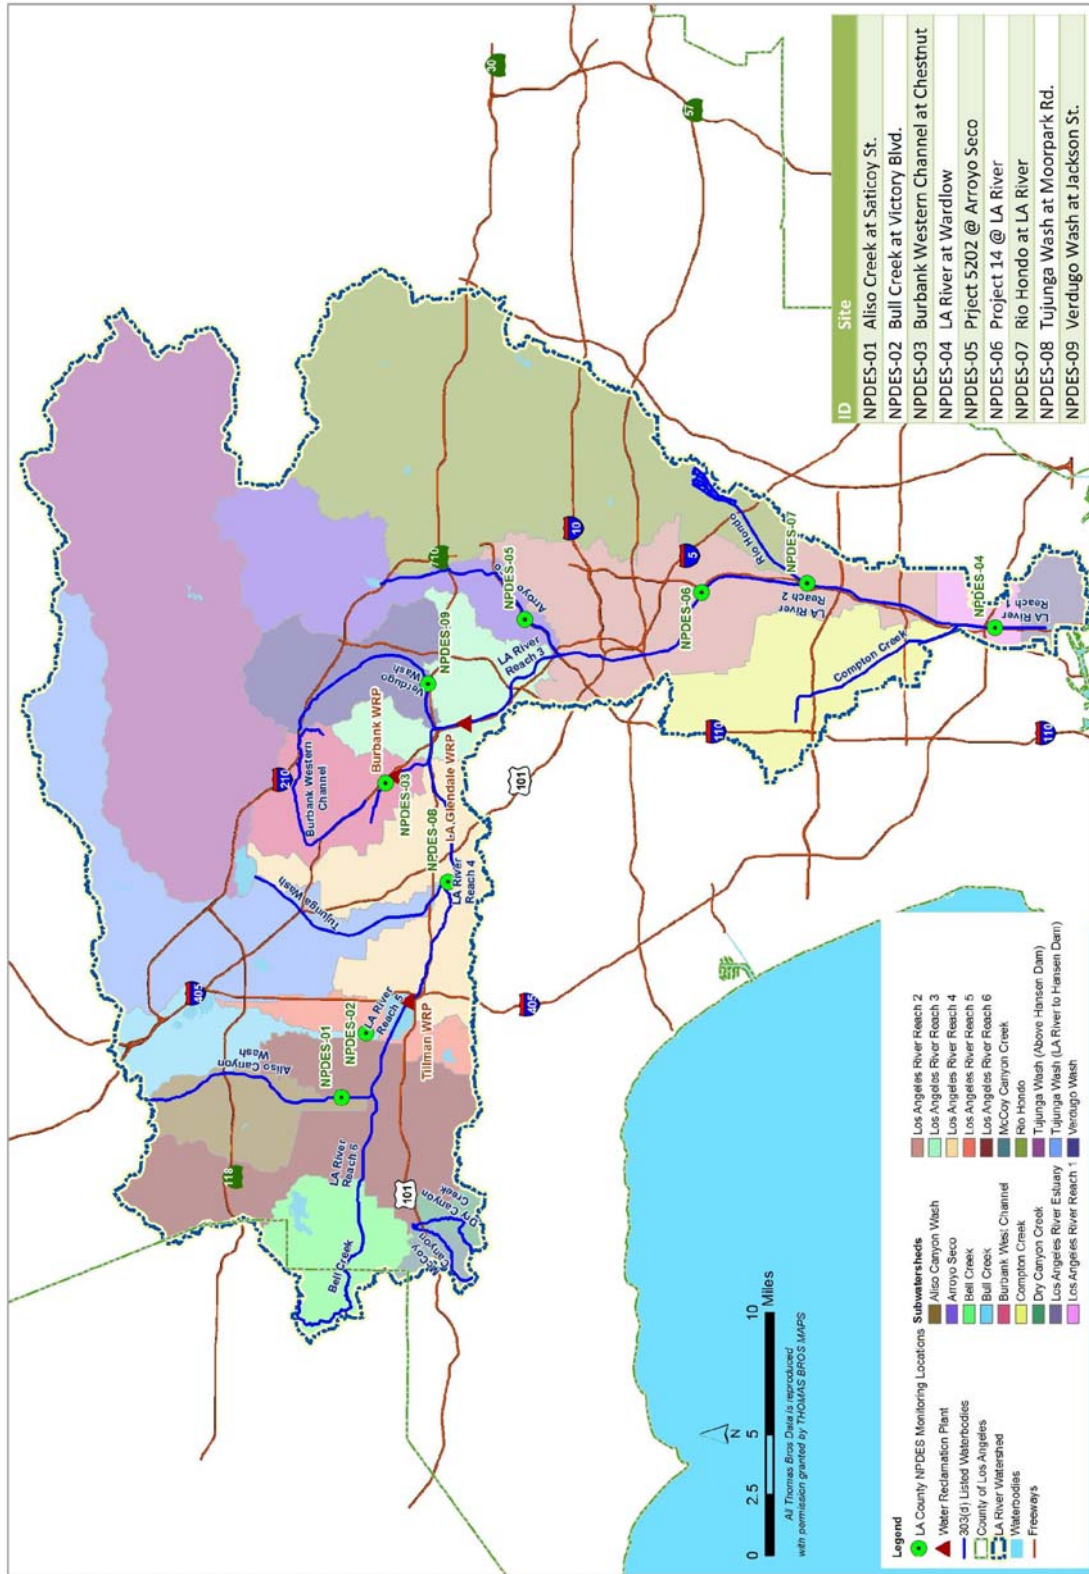 118
405
210
30
57
710
10
5
101
101
405
110
110
Aliso Canyon
Wash
NPDES-01
NPDES-02
LA River
Reach 5
Tillman WRP
LA River
Reach 6
Bell Creek
McCoy
Canyon
Dry Canyon
Creek
Tujunga Wash
NPDES-08
LA River
Reach 4
Burbank Western
Channel
Burbank WRP
NPDES-03
L.A.Glendale WRP
Verdugo
Wash
NPDES-09
LA River
Reach 3
Arroyo
NPDES-05
NPDES-06
Rio Hondo
NPDES-07
LA River
Reach 2
Compton Creek
NPDES-04
LA River
Reach 1
N
0 2.5 5 10
Miles
All Thomas Bros Data is reproduced
with permission granted by THOMAS BROS MAPS
Legend
LA County NPDES Monitoring Locations
Water Reclamation Plant
303(d) Listed Waterbodies
County of Los Angeles
LA River Watershed
Waterbodies
Freeways
Subwatersheds
Aliso Canyon Wash
Arroyo Seco
Bell Creek
Bull Creek
Burbank West Channel
Compton Creek
Dry Canyon Creek
Los Angeles River Estuary
Los Angeles River Reach 1
Los Angeles River Reach 2
Los Angeles River Reach 3
Los Angeles River Reach 4
Los Angeles River Reach 5
Los Angeles River Reach 6
McCoy Canyon Creek
Rio Hondo
Tujunga Wash (Above Hansen Dam)
Tujunga Wash (LA River to Hansen Dam)
Verdugo Wash
ID Site
NPDES-01 Aliso Creek at Saticoy St.
NPDES-02 Bull Creek at Victory Blvd.
NPDES-03 Burbank Western Channel at Chestnut
NPDES-04 LA River at Wardlow
NPDES-05 Prject 5202 @ Arroyo Seco
NPDES-06 Project 14 @ LA River
NPDES-07 Rio Hondo at LA River
NPDES-08 Tujunga Wash at Moorpark Rd.
NPDES-09 Verdugo Wash at Jackson St.